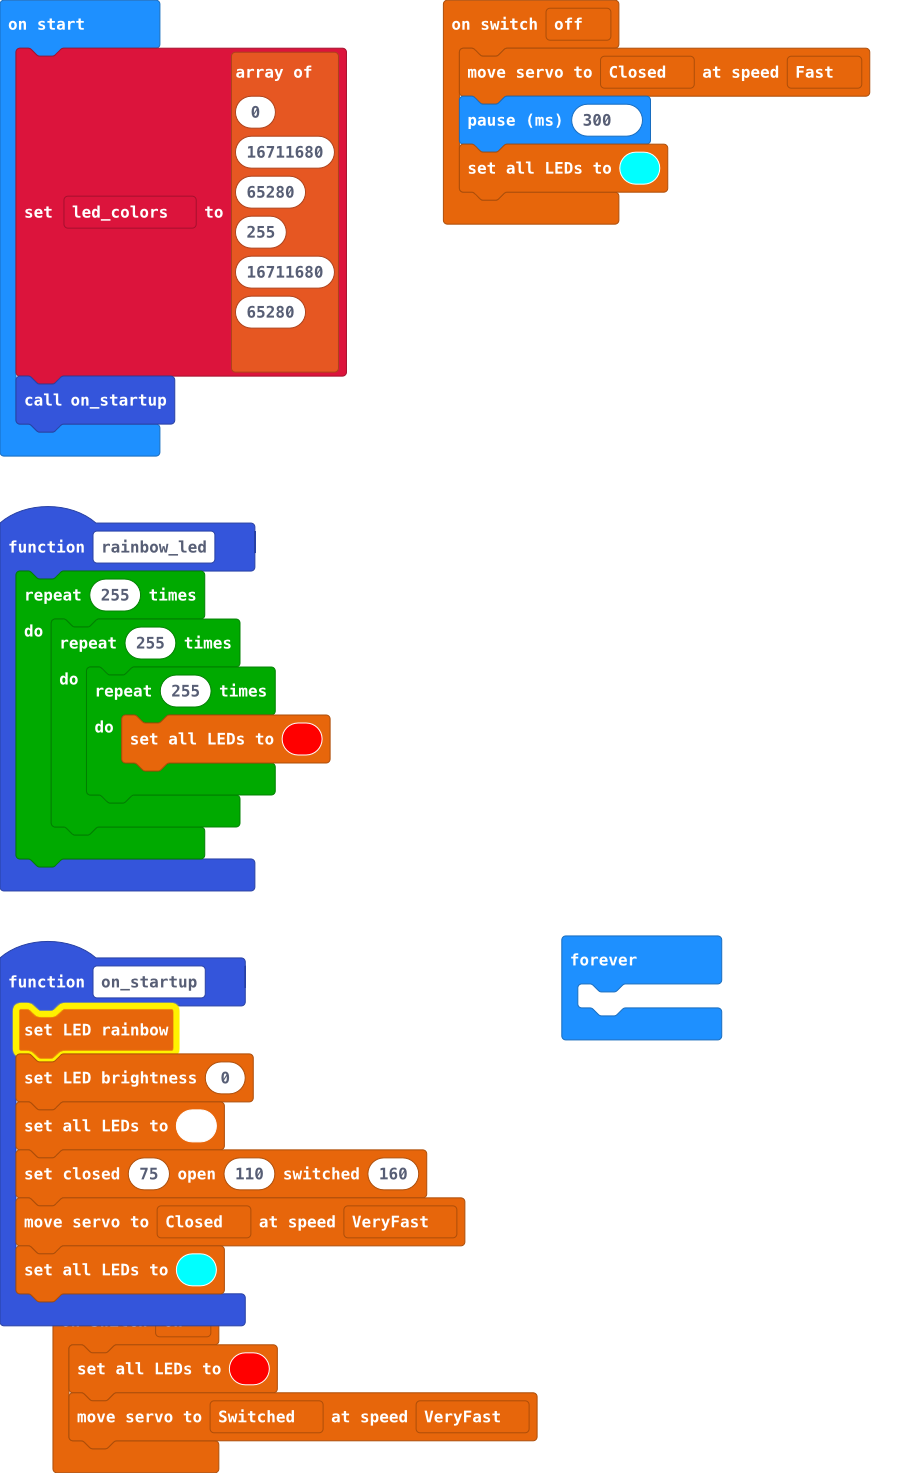 on start
set led_colors to array of
0
16711680
65280
255
16711680
65280
call on_startup
on switch off
move servo to Closed at speed Fast
pause (ms) 300
set all LEDs to
function rainbow_led
repeat 255 times
do repeat 255 times
do repeat 255 times
do set all LEDs to
function on_startup
set LED rainbow
set LED brightness 0
set all LEDs to
set closed 75 open 110 switched 160
move servo to Closed at speed VeryFast
set all LEDs to
forever
set all LEDs to
move servo to Switched at speed VeryFast